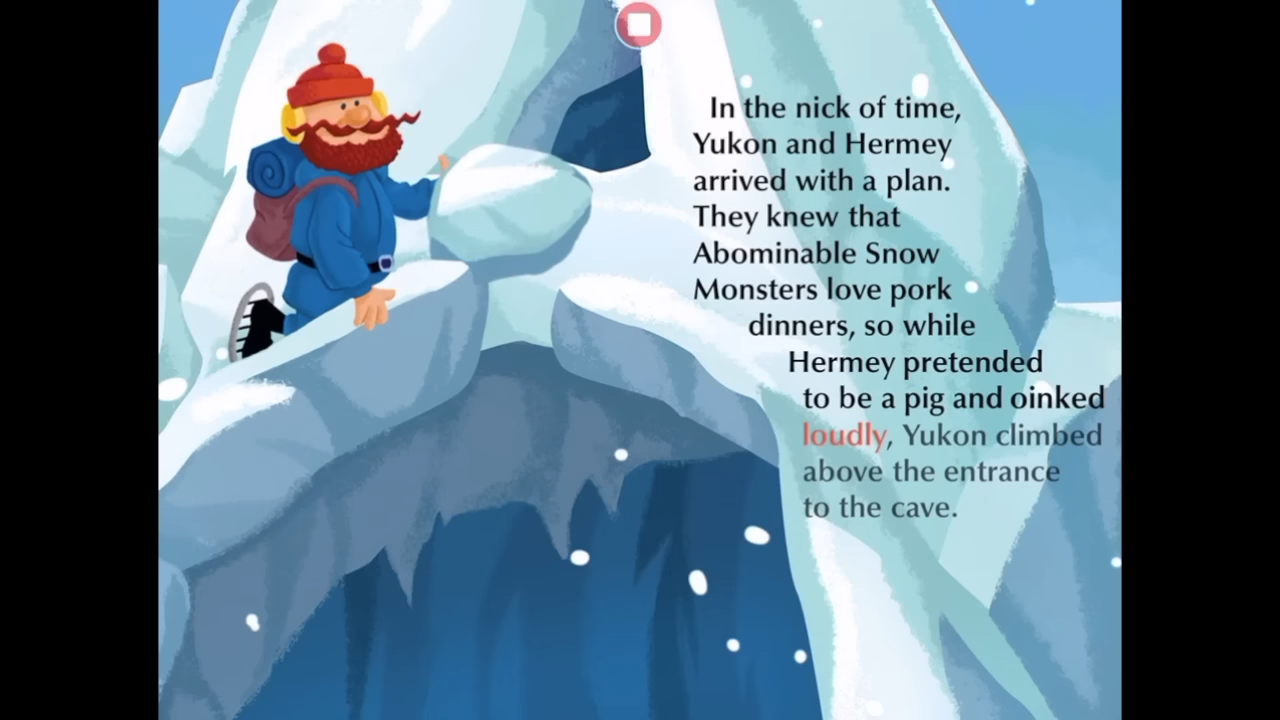 In the nick of time,
Yukon and Hermey
arrived with a plan.
They knew that
Abominable Snow
Monsters love pork
dinners, so while
Hermey pretended
to be a pig and oinked
loudly, Yukon climbed
above the entrance
to the cave.